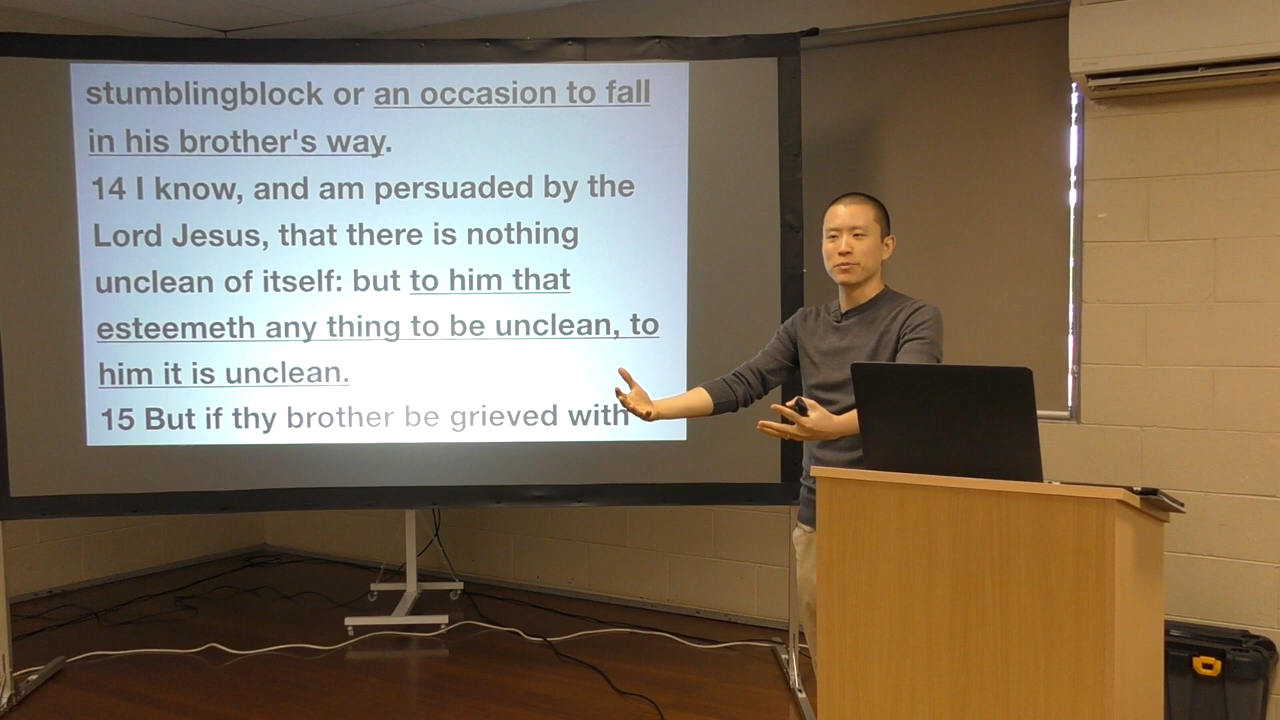 stumblingblock or an occasion to fall
in his brother's way.
14 I know, and am persuaded by the
Lord Jesus, that there is nothing
unclean of itself: but to him that
esteemeth any thing to be unclean, to
him it is unclean.
15 But if thy brother be grieved with